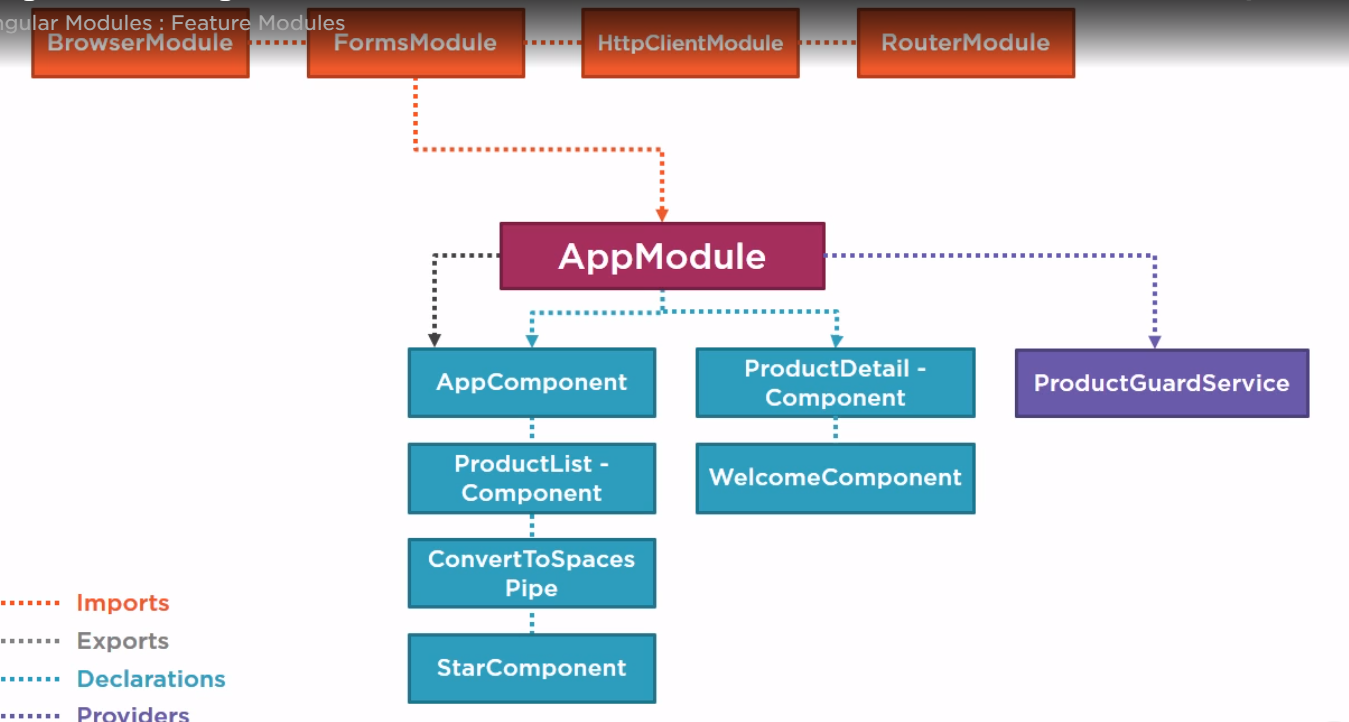 ngular Modules : Feature Modules
BrowserModule
FormsModule
HttpClientModule
RouterModule
AppModule
AppComponent
ProductDetail -
Component
ProductGuardService
ProductList -
Component
WelcomeComponent
ConvertToSpaces
Pipe
StarComponent
Imports
Exports
Declarations
Providers